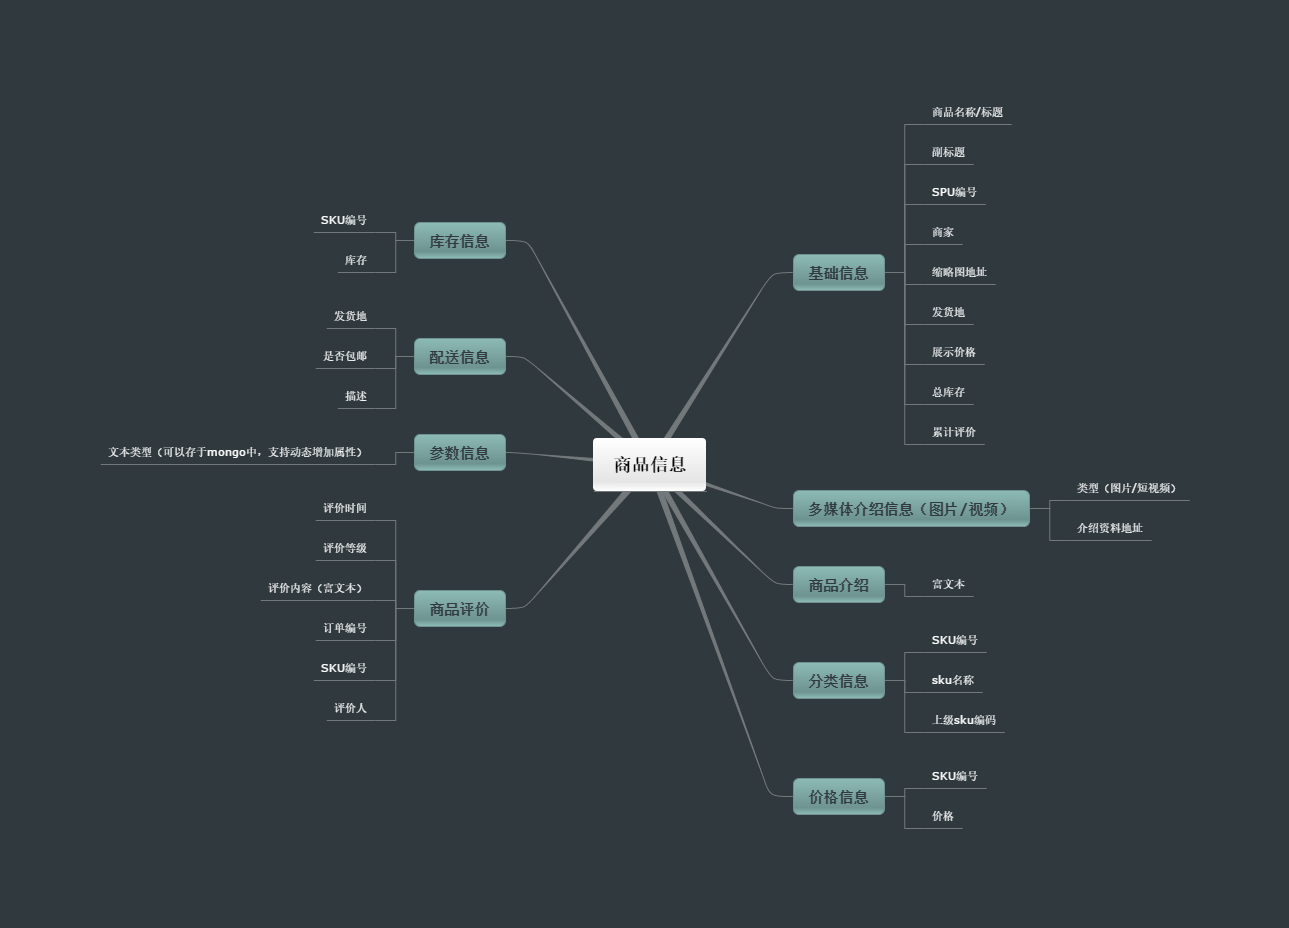 商品信息
基础信息
商品名称/标题
副标题
SPU编号
商家
缩略图地址
发货地
展示价格
总库存
累计评价
多媒体介绍信息（图片/视频）
类型（图片/短视频）
介绍资料地址
商品介绍
富文本
分类信息
SKU编号
sku名称
上级sku编码
价格信息
SKU编号
价格
库存信息
SKU编号
库存
配送信息
发货地
是否包邮
描述
参数信息
文本类型（可以存于mongo中，支持动态增加属性）
商品评价
评价时间
评价等级
评价内容（富文本）
订单编号
SKU编号
评价人